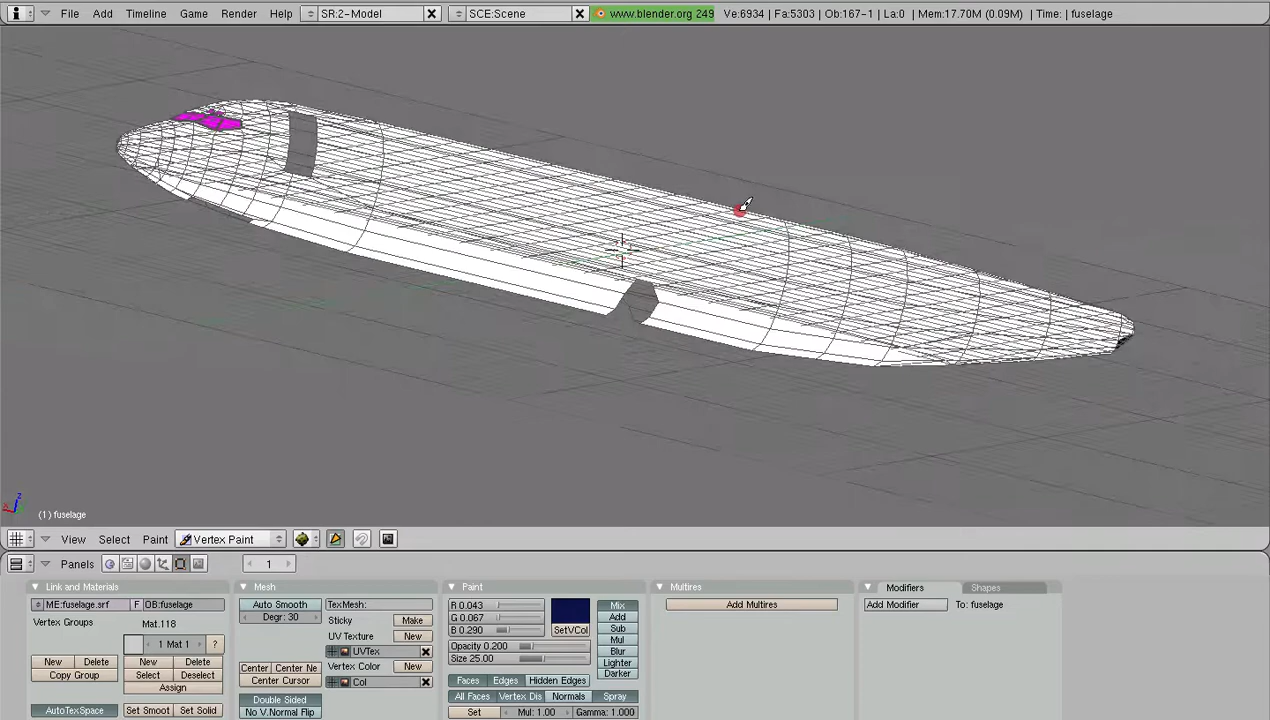 File Add Timeline Game Render Help SR:2-Model SCE:Scene www.blender.org 249 Ve:6934 | Fa:5303 | Ob:167-1 | La:0 | Mem:17.70M (0.09M) | Time: | fuselage
z
x
(1) fuselage
View Select Paint Vertex Paint
Panels 1
Link and Materials Mesh Paint Multires Modifiers Shapes
ME:fuselage.srf F OB:fuselage Auto Smooth TexMesh: R 0.043 Mix Add Multires Add Modifier To: fuselage
Vertex Groups Mat.118 Degr: 30 Sticky Make G 0.067 Add
UV Texture New B 0.290 SetVCol Sub
1 Mat 1 ? UVTex Opacity 0.200 Mul
New Delete New Delete Center Center Ne Vertex Color New Size 25.00 Blur
Copy Group Select Deselect Center Cursor Col Lighter
Assign Faces Edges Hidden Edges Darker
Double Sided All Faces Vertex Dis Normals Spray
AutoTexSpace Set Smoot Set Solid No V.Normal Flip Set Mul: 1.00 Gamma: 1.000